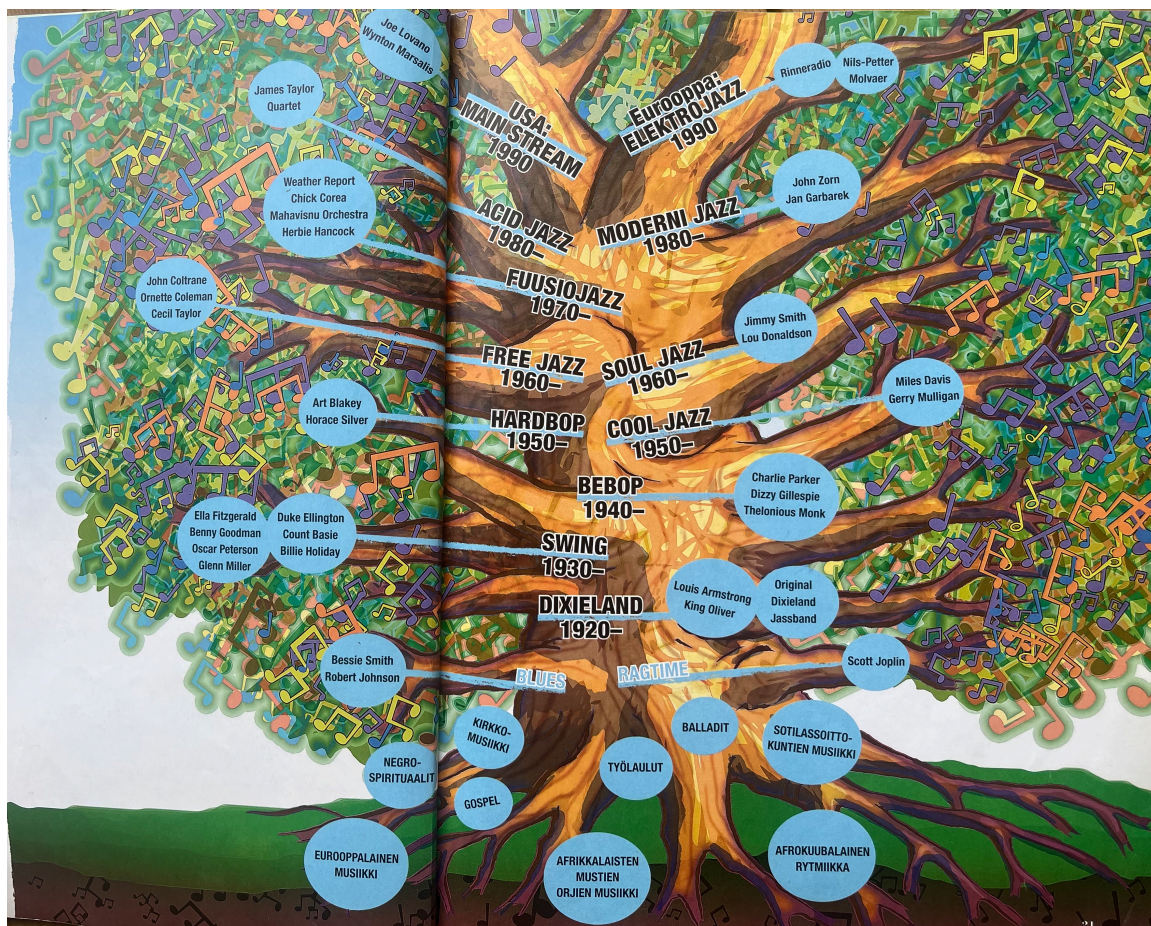 Joe Lovano
Wynton Marsalis
James Taylor
Quartet
USA:
MAINSTREAM
1990
Eurooppa:
ELEKTROJAZZ
1990
Rinneradio
Nils-Petter
Molvaer
Weather Report
Chick Corea
Mahavisnu Orchestra
Herbie Hancock
ACID JAZZ
1980–
MODERNI JAZZ
1980–
John Zorn
Jan Garbarek
John Coltrane
Ornette Coleman
Cecil Taylor
FUUSIOJAZZ
1970–
FREE JAZZ
1960–
SOUL JAZZ
1960–
Jimmy Smith
Lou Donaldson
Art Blakey
Horace Silver
HARDBOP
1950–
COOL JAZZ
1950–
Miles Davis
Gerry Mulligan
BEBOP
1940–
Charlie Parker
Dizzy Gillespie
Thelonious Monk
Ella Fitzgerald
Benny Goodman
Oscar Peterson
Glenn Miller
Duke Ellington
Count Basie
Billie Holiday
SWING
1930–
DIXIELAND
1920–
Louis Armstrong
King Oliver
Original
Dixieland
Jassband
Bessie Smith
Robert Johnson
BLUES
RAGTIME
Scott Joplin
KIRKKO-
MUSIIKKI
BALLADIT
SOTILASSOITTO-
KUNTIEN MUSIIKKI
NEGRO-
SPIRITUAALIT
TYÖLAULUT
GOSPEL
EUROOPPALAINEN
MUSIIKKI
AFRIKKALAISTEN
MUSTIEN
ORJIEN MUSIIKKI
AFROKUUBALAINEN
RYTMIIKKA